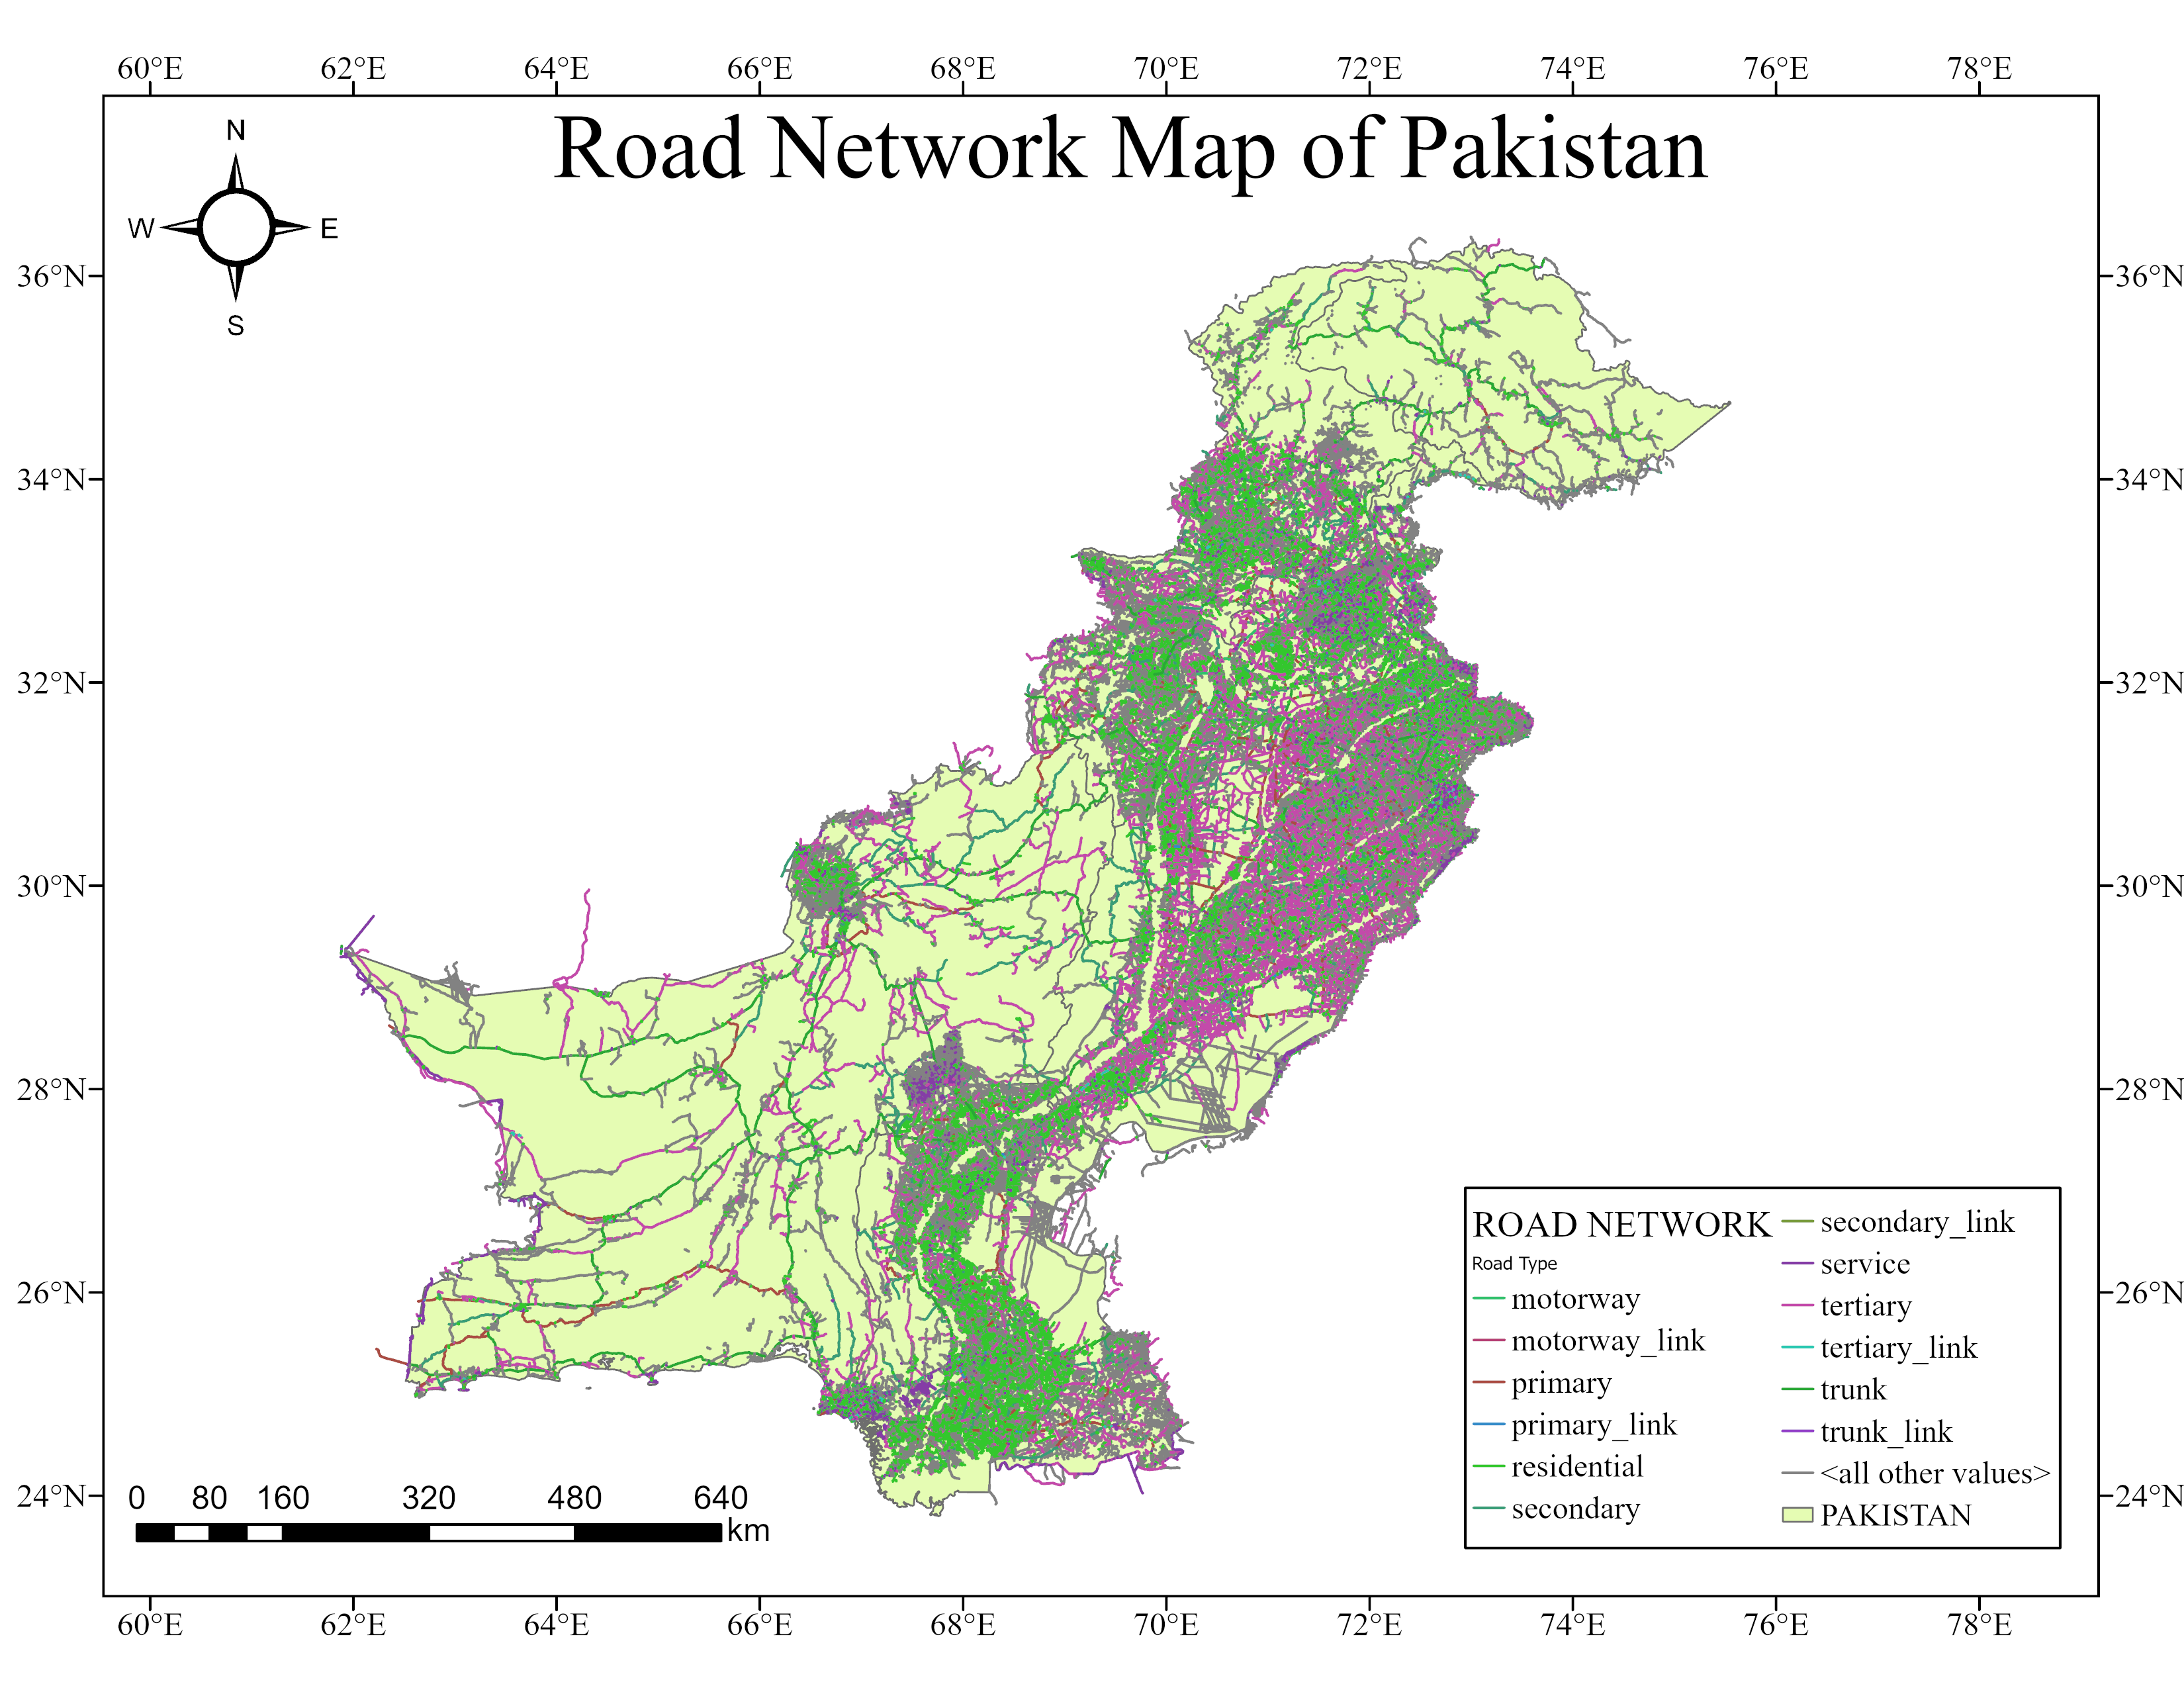 60°E 62°E 64°E 66°E 68°E 70°E 72°E 74°E 76°E 78°E
Road Network Map of Pakistan
N
W E
S
36°N 36°N
34°N 34°N
32°N 32°N
30°N 30°N
28°N 28°N
26°N 26°N
24°N 24°N
ROAD NETWORK
Road Type
motorway
motorway_link
primary
primary_link
residential
secondary
secondary_link
service
tertiary
tertiary_link
trunk
trunk_link
<all other values>
PAKISTAN
0 80 160 320 480 640
km
60°E 62°E 64°E 66°E 68°E 70°E 72°E 74°E 76°E 78°E